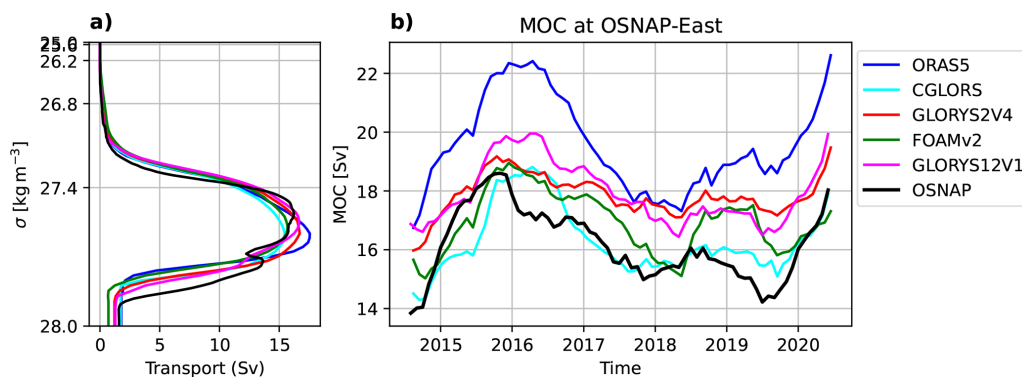 a)
25.0
25.6
26.2
26.8
27.4
28.0
σ [kg m⁻³]
0 5 10 15
Transport (Sv)
b)
MOC at OSNAP-East
22
20
18
16
14
MOC [Sv]
2015 2016 2017 2018 2019 2020
Time
ORAS5
CGLORS
GLORYS2V4
FOAMv2
GLORYS12V1
OSNAP